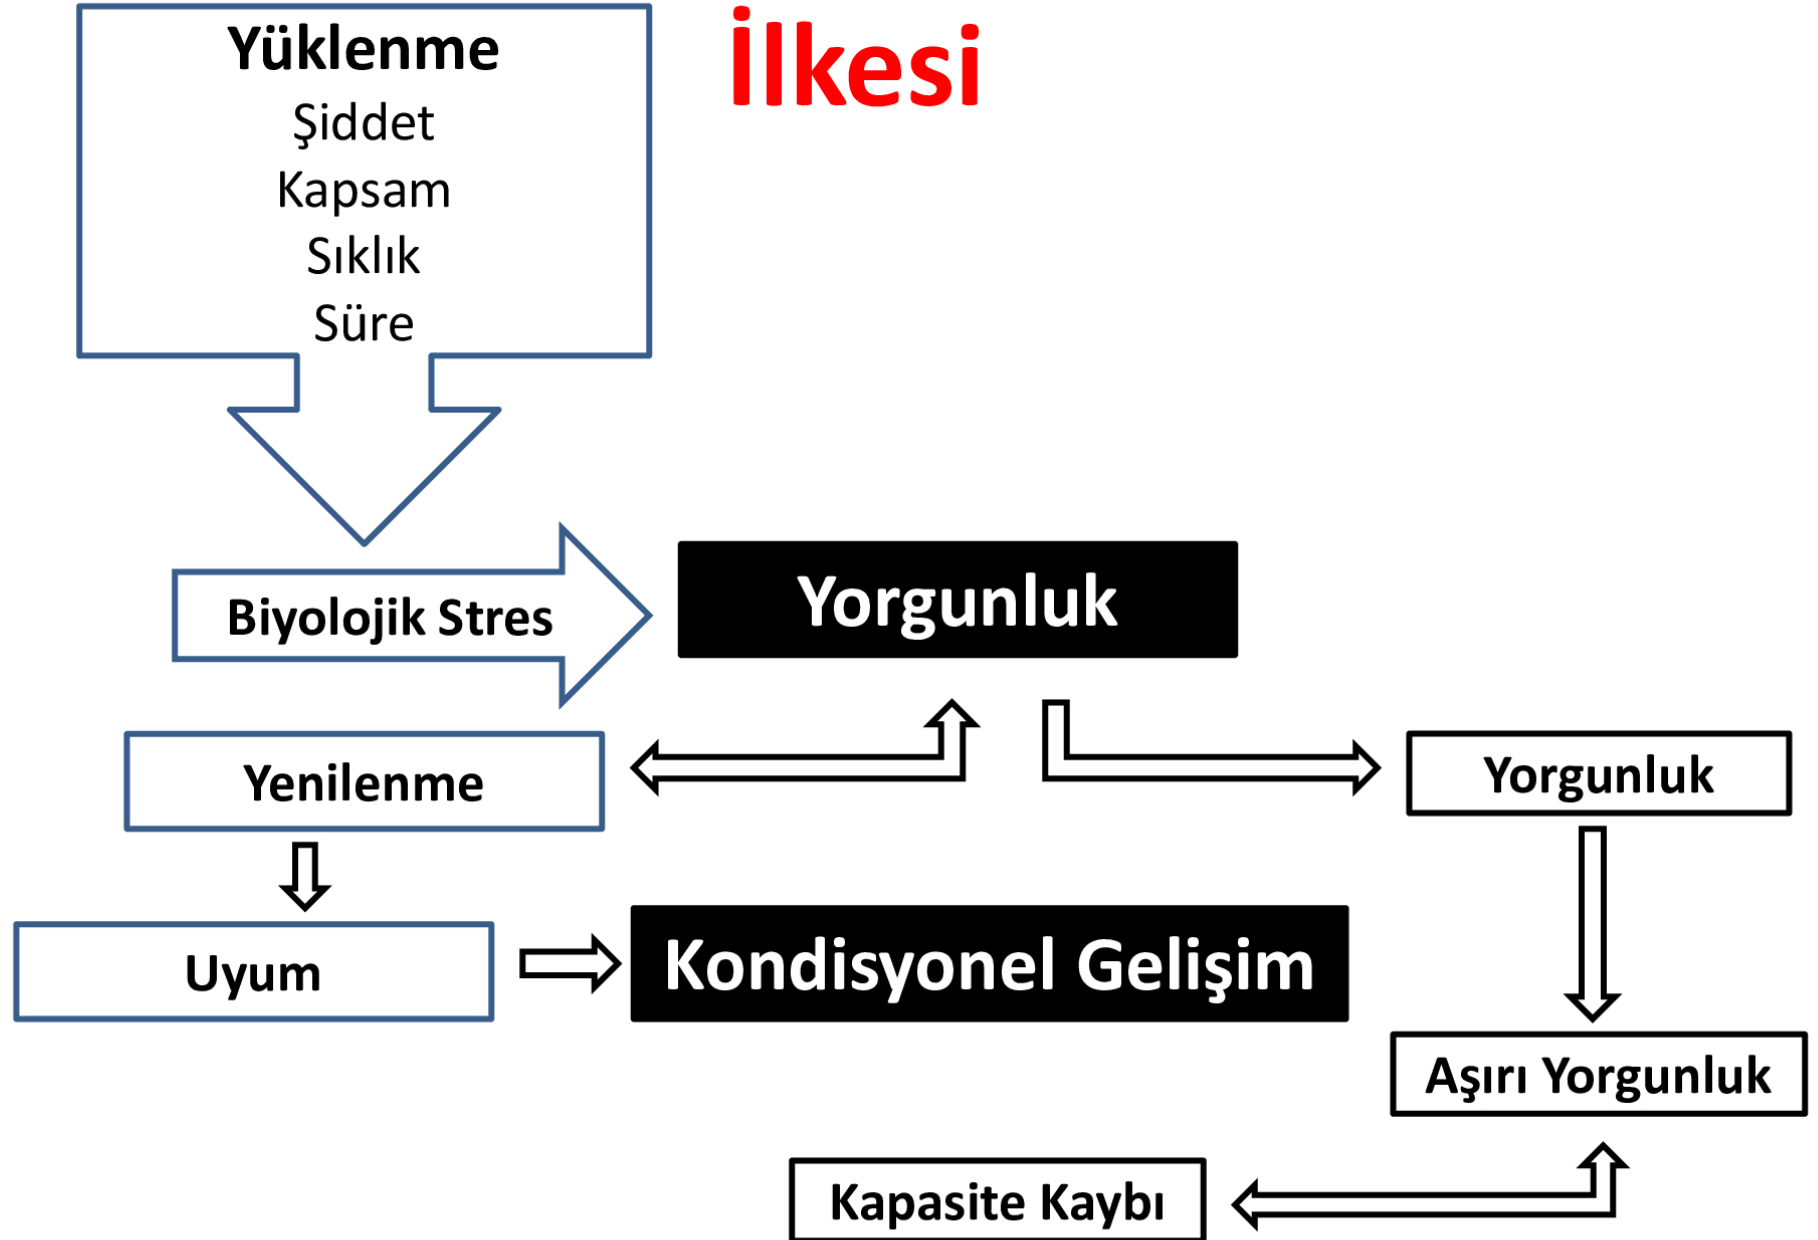 İlkesi
Yüklenme
Şiddet
Kapsam
Sıklık
Süre
Biyolojik Stres
Yorgunluk
Yenilenme
Yorgunluk
Uyum
Kondisyonel Gelişim
Aşırı Yorgunluk
Kapasite Kaybı